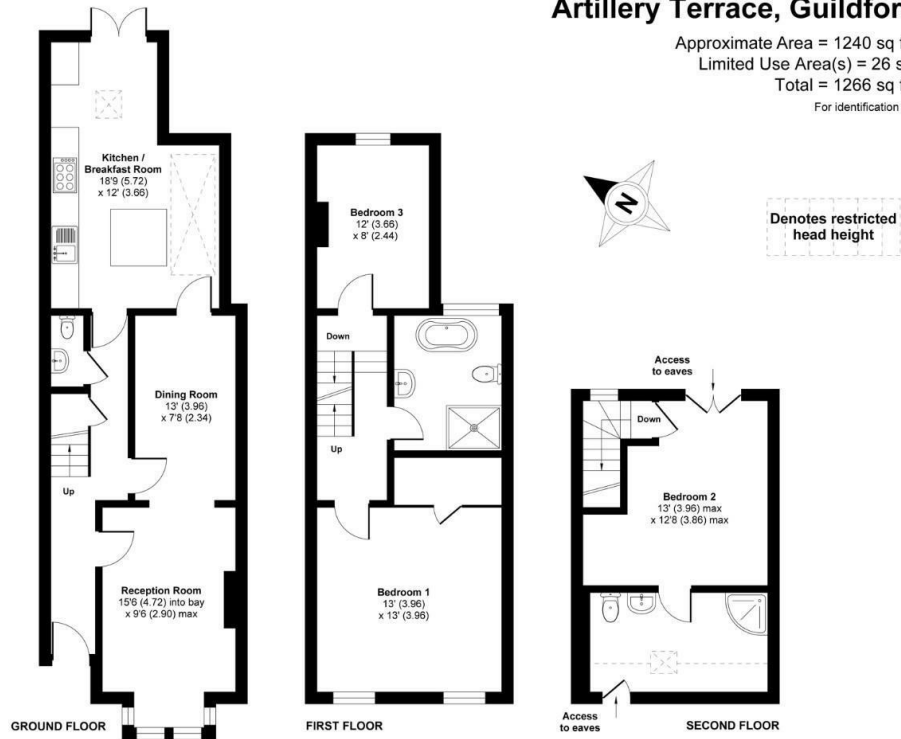 Artillery Terrace, Guildfor
Approximate Area = 1240 sq f
Limited Use Area(s) = 26 s
Total = 1266 sq f
For identification
N
Denotes restricted
head height
Kitchen /
Breakfast Room
18'9 (5.72)
x 12' (3.66)
Dining Room
13' (3.96)
x 7'8 (2.34)
Up
Reception Room
15'6 (4.72) into bay
x 9'6 (2.90) max
GROUND FLOOR
Bedroom 3
12' (3.66)
x 8' (2.44)
Down
Up
Bedroom 1
13' (3.96)
x 13' (3.96)
FIRST FLOOR
Access
to eaves
Down
Bedroom 2
13' (3.96) max
x 12'8 (3.86) max
Access
to eaves
SECOND FLOOR